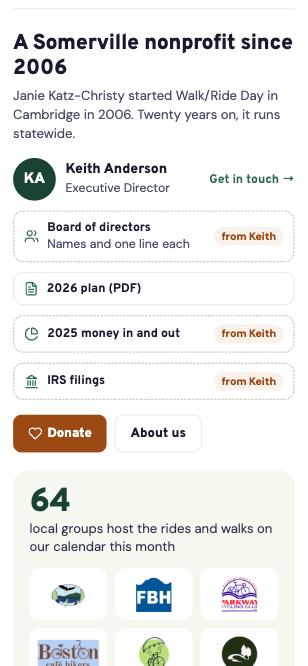 A Somerville nonprofit since
2006
Janie Katz-Christy started Walk/Ride Day in
Cambridge in 2006. Twenty years on, it runs
statewide.
KA
Keith Anderson
Executive Director
Get in touch →
Board of directors
Names and one line each
from Keith
2026 plan (PDF)
2025 money in and out
from Keith
IRS filings
from Keith
Donate
About us
64
local groups host the rides and walks on
our calendar this month
FBH
PARKWAY
CYCLING CLUB
Boston
café bikers